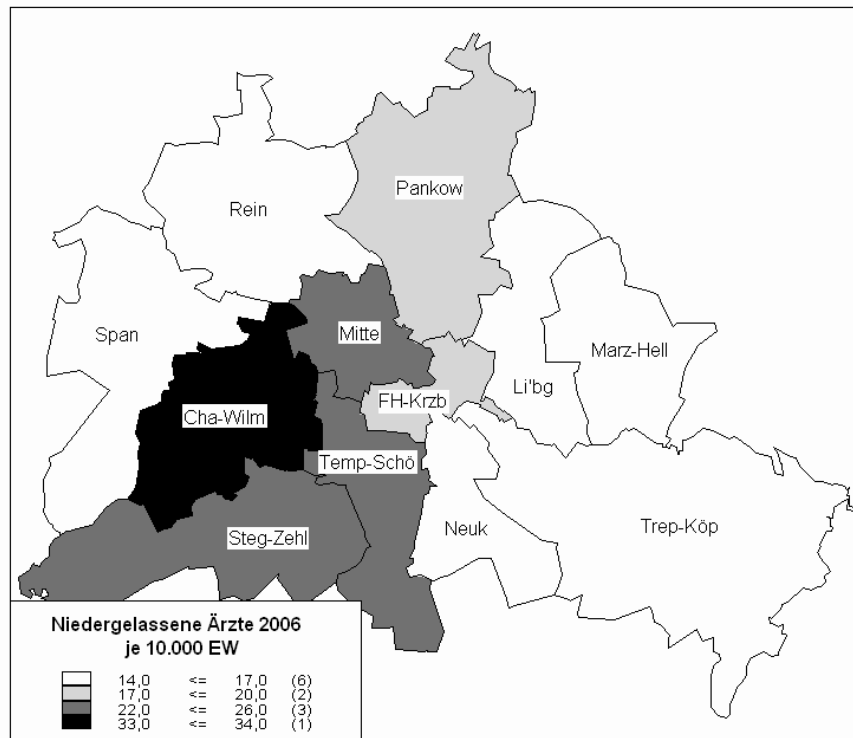 Pankow
Rein
Span
Mitte
Marz-Hell
Li'bg
FH-Krzb
Cha-Wilm
Temp-Schö
Neuk
Trep-Köp
Steg-Zehl
Niedergelassene Ärzte 2006
je 10.000 EW
14,0 <= 17,0 (6)
17,0 <= 20,0 (2)
22,0 <= 26,0 (3)
33,0 <= 34,0 (1)